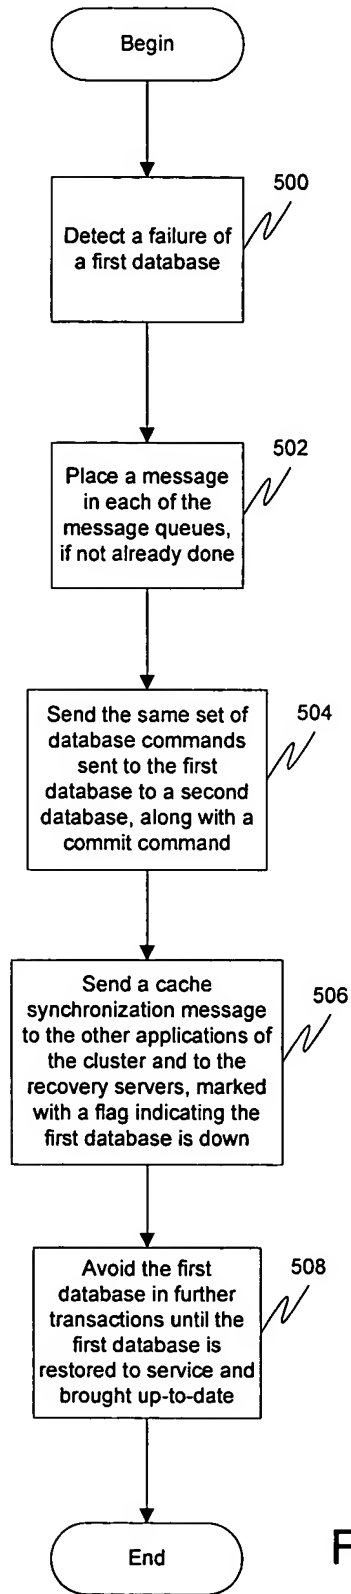 Begin
500
Detect a failure of
a first database
502
Place a message
in each of the
message queues,
if not already done
504
Send the same set of
database commands
sent to the first
database to a second
database, along with a
commit command
506
Send a cache
synchronization message
to the other applications of
the cluster and to the
recovery servers, marked
with a flag indicating the
first database is down
508
Avoid the first
database in further
transactions until the
first database is
restored to service and
brought up-to-date
End
F